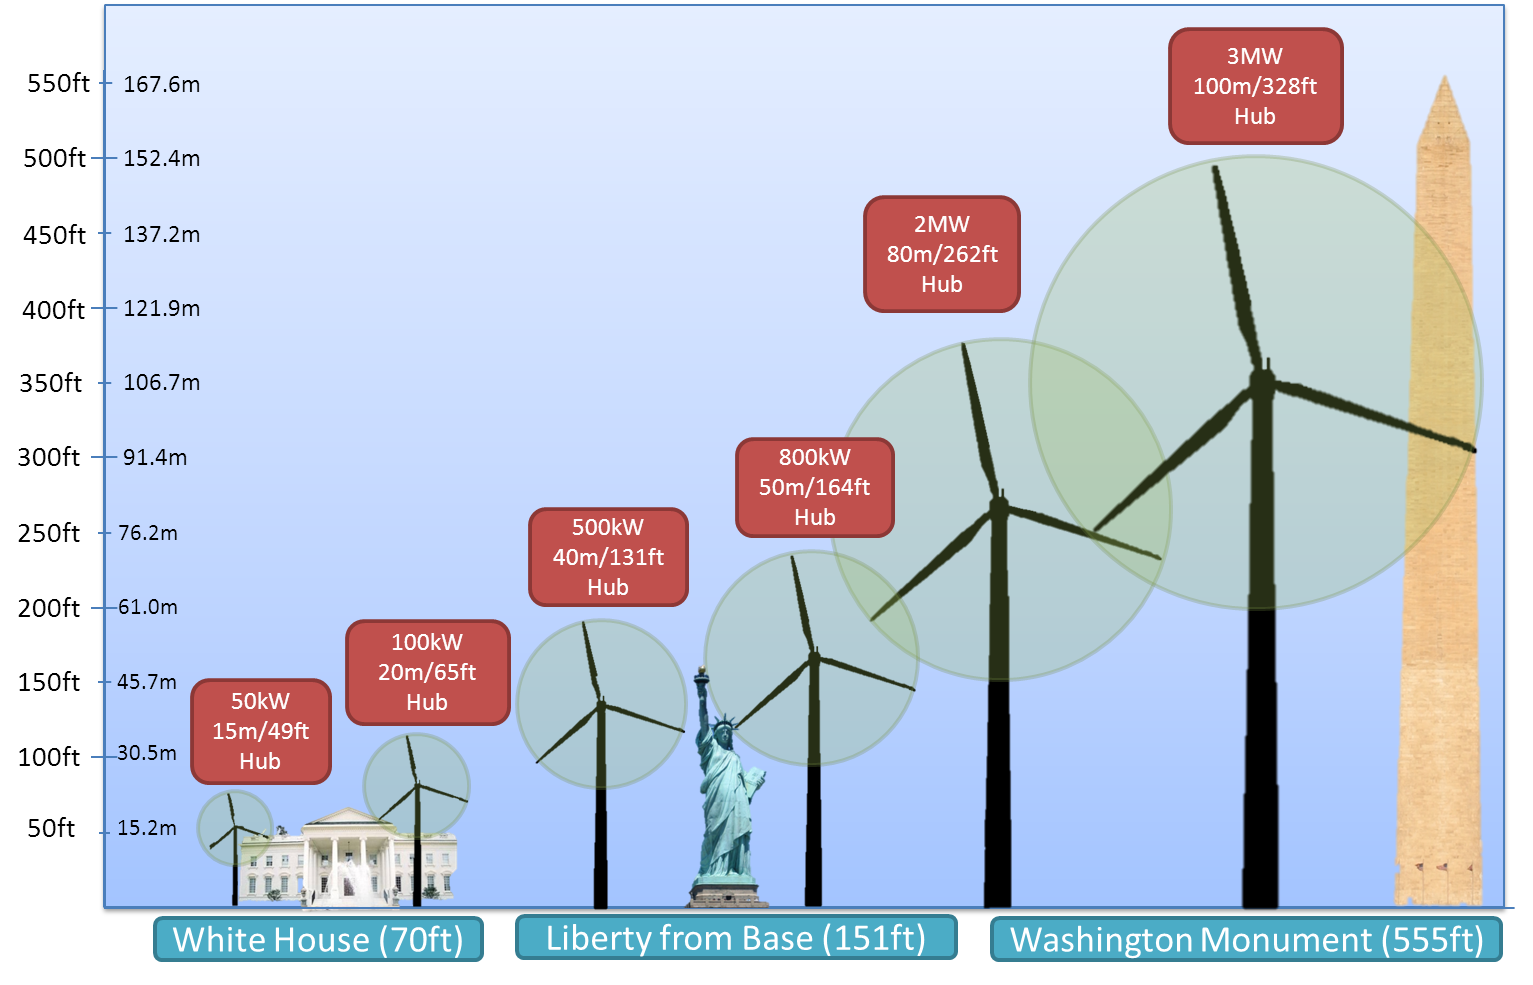 550ft 167.6m
500ft 152.4m
450ft 137.2m
400ft 121.9m
350ft 106.7m
300ft 91.4m
250ft 76.2m
200ft 61.0m
150ft 45.7m
100ft 30.5m
50ft 15.2m
50kW
15m/49ft
Hub
100kW
20m/65ft
Hub
500kW
40m/131ft
Hub
800kW
50m/164ft
Hub
2MW
80m/262ft
Hub
3MW
100m/328ft
Hub
White House (70ft)
Liberty from Base (151ft)
Washington Monument (555ft)